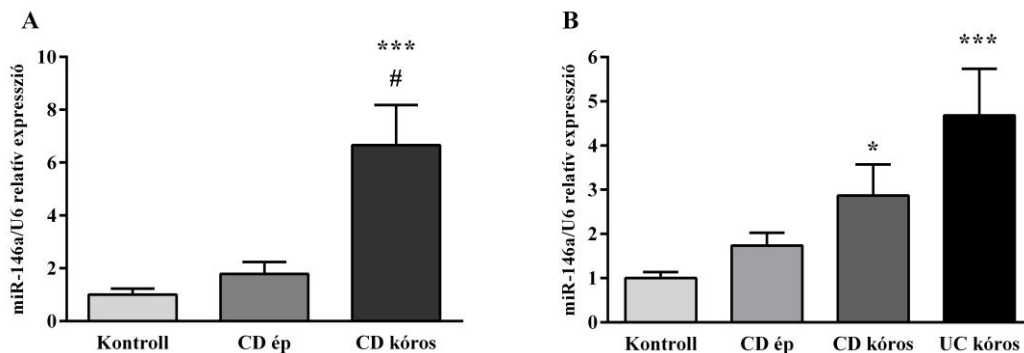 A
miR-146a/U6 relatív expresszió
10
8
6
4
2
0
***
#
Kontroll
CD ép
CD kóros
B
miR-146a/U6 relatív expresszió
6
5
4
3
2
1
0
*
***
Kontroll
CD ép
CD kóros
UC kóros